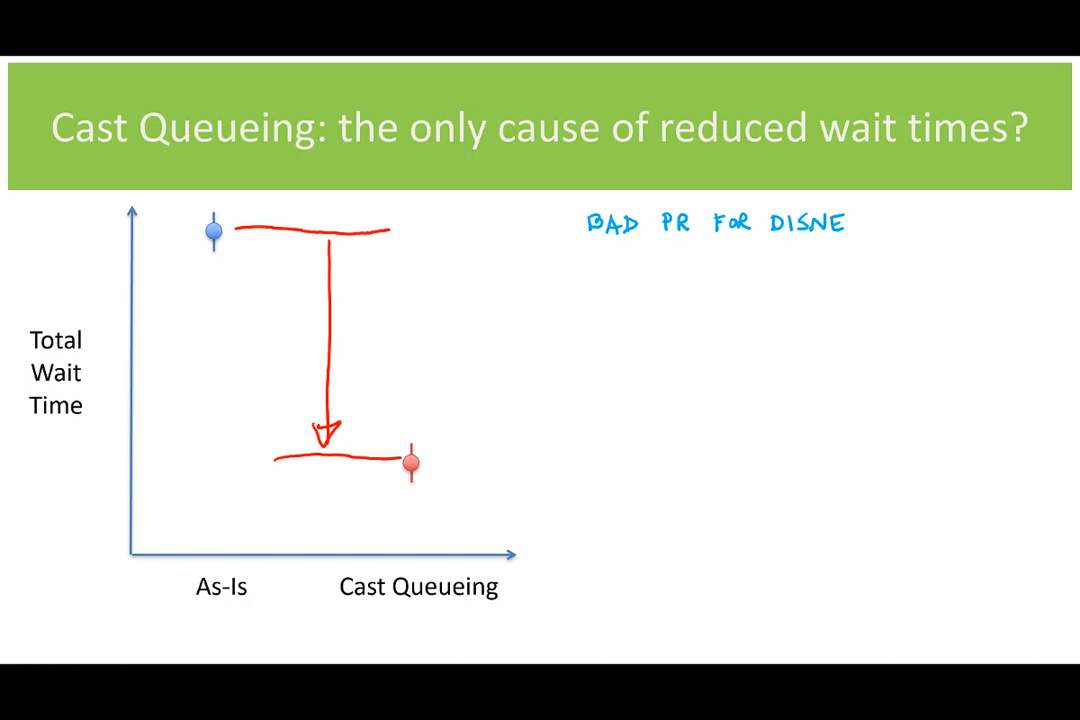 Cast Queueing: the only cause of reduced wait times?
BAD PR FOR DISNE
Total
Wait
Time
As-Is
Cast Queueing